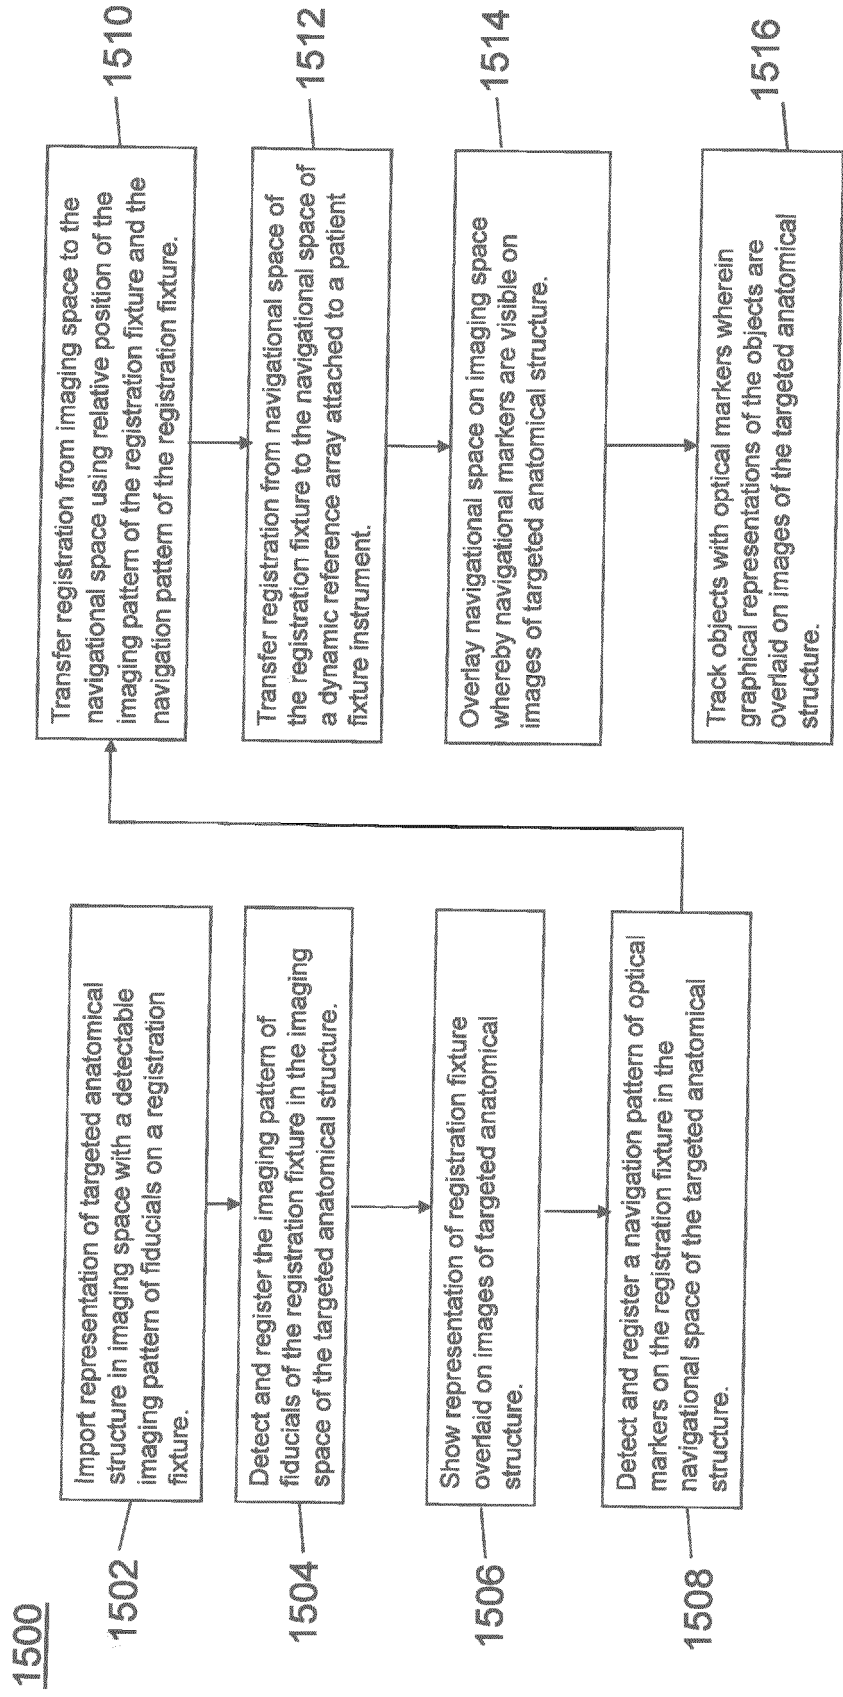 1500
1502
Import representation of targeted anatomical
structure in imaging space with a detectable
imaging pattern of fiducials on a registration
fixture.
1504
Detect and register the imaging pattern of
fiducials of the registration fixture in the imaging
space of the targeted anatomical structure.
1506
Show representation of registration fixture
overlaid on images of targeted anatomical
structure.
1508
Detect and register a navigation pattern of optical
markers on the registration fixture in the
navigational space of the targeted anatomical
structure.
1510
Transfer registration from imaging space to the
navigational space using relative position of the
imaging pattern of the registration fixture and the
navigation pattern of the registration fixture.
1512
Transfer registration from navigational space of
the registration fixture to the navigational space of
a dynamic reference array attached to a patient
fixture instrument.
1514
Overlay navigational space on imaging space
whereby navigational markers are visible on
images of targeted anatomical structure.
1516
Track objects with optical markers wherein
graphical representations of the objects are
overlaid on images of the targeted anatomical
structure.